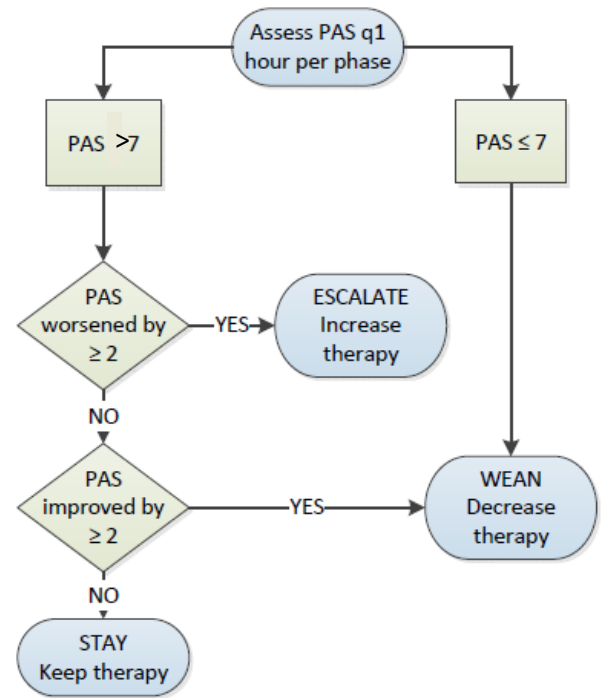 Assess PAS q1
hour per phase
PAS >7
PAS ≤ 7
PAS
worsened by
≥ 2
YES
ESCALATE
Increase
therapy
NO
PAS
improved by
≥ 2
YES
WEAN
Decrease
therapy
NO
STAY
Keep therapy